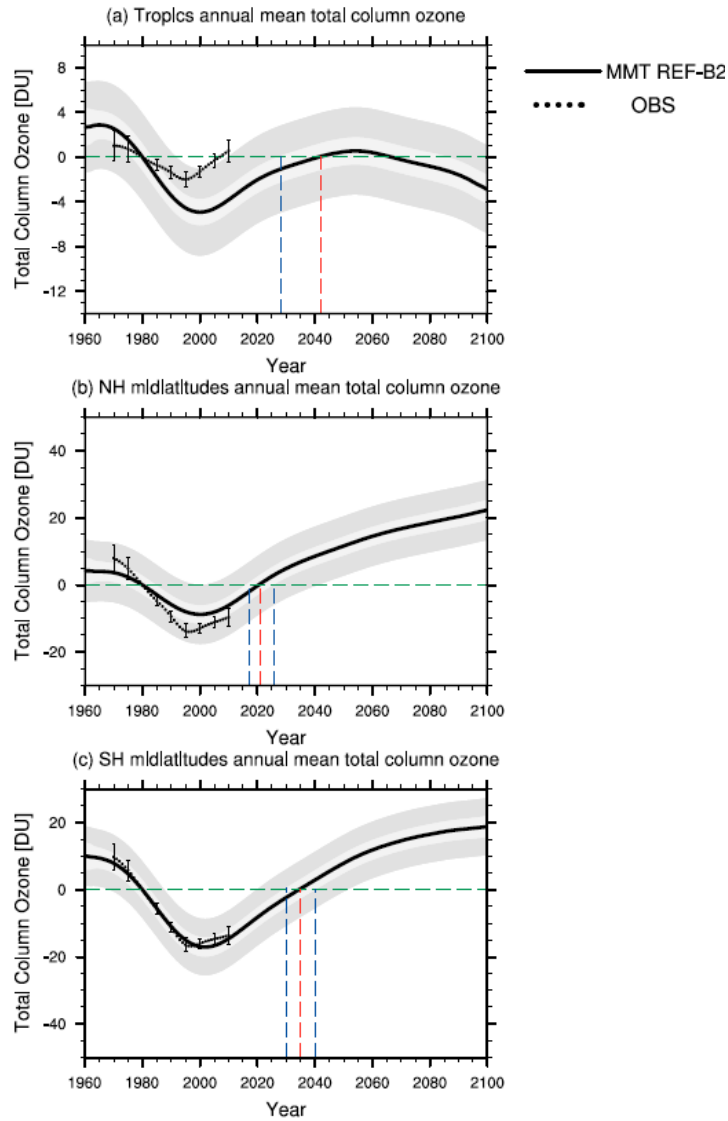 (a) Tropics annual mean total column ozone
MMT REF-B2
OBS
Total Column Ozone [DU]
8
4
0
-4
-8
-12
1960 1980 2000 2020 2040 2060 2080 2100
Year
(b) NH midlatitudes annual mean total column ozone
Total Column Ozone [DU]
40
20
0
-20
1960 1980 2000 2020 2040 2060 2080 2100
Year
(c) SH midlatitudes annual mean total column ozone
Total Column Ozone [DU]
20
0
-20
-40
1960 1980 2000 2020 2040 2060 2080 2100
Year